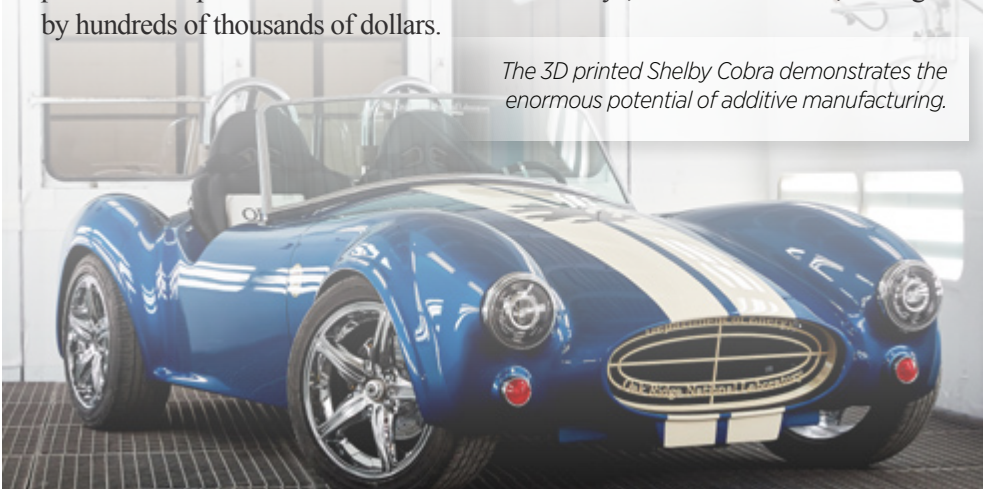 by hundreds of thousands of dollars.
The 3D printed Shelby Cobra demonstrates the
enormous potential of additive manufacturing.
Department of Energy
Oak Ridge National Laboratory